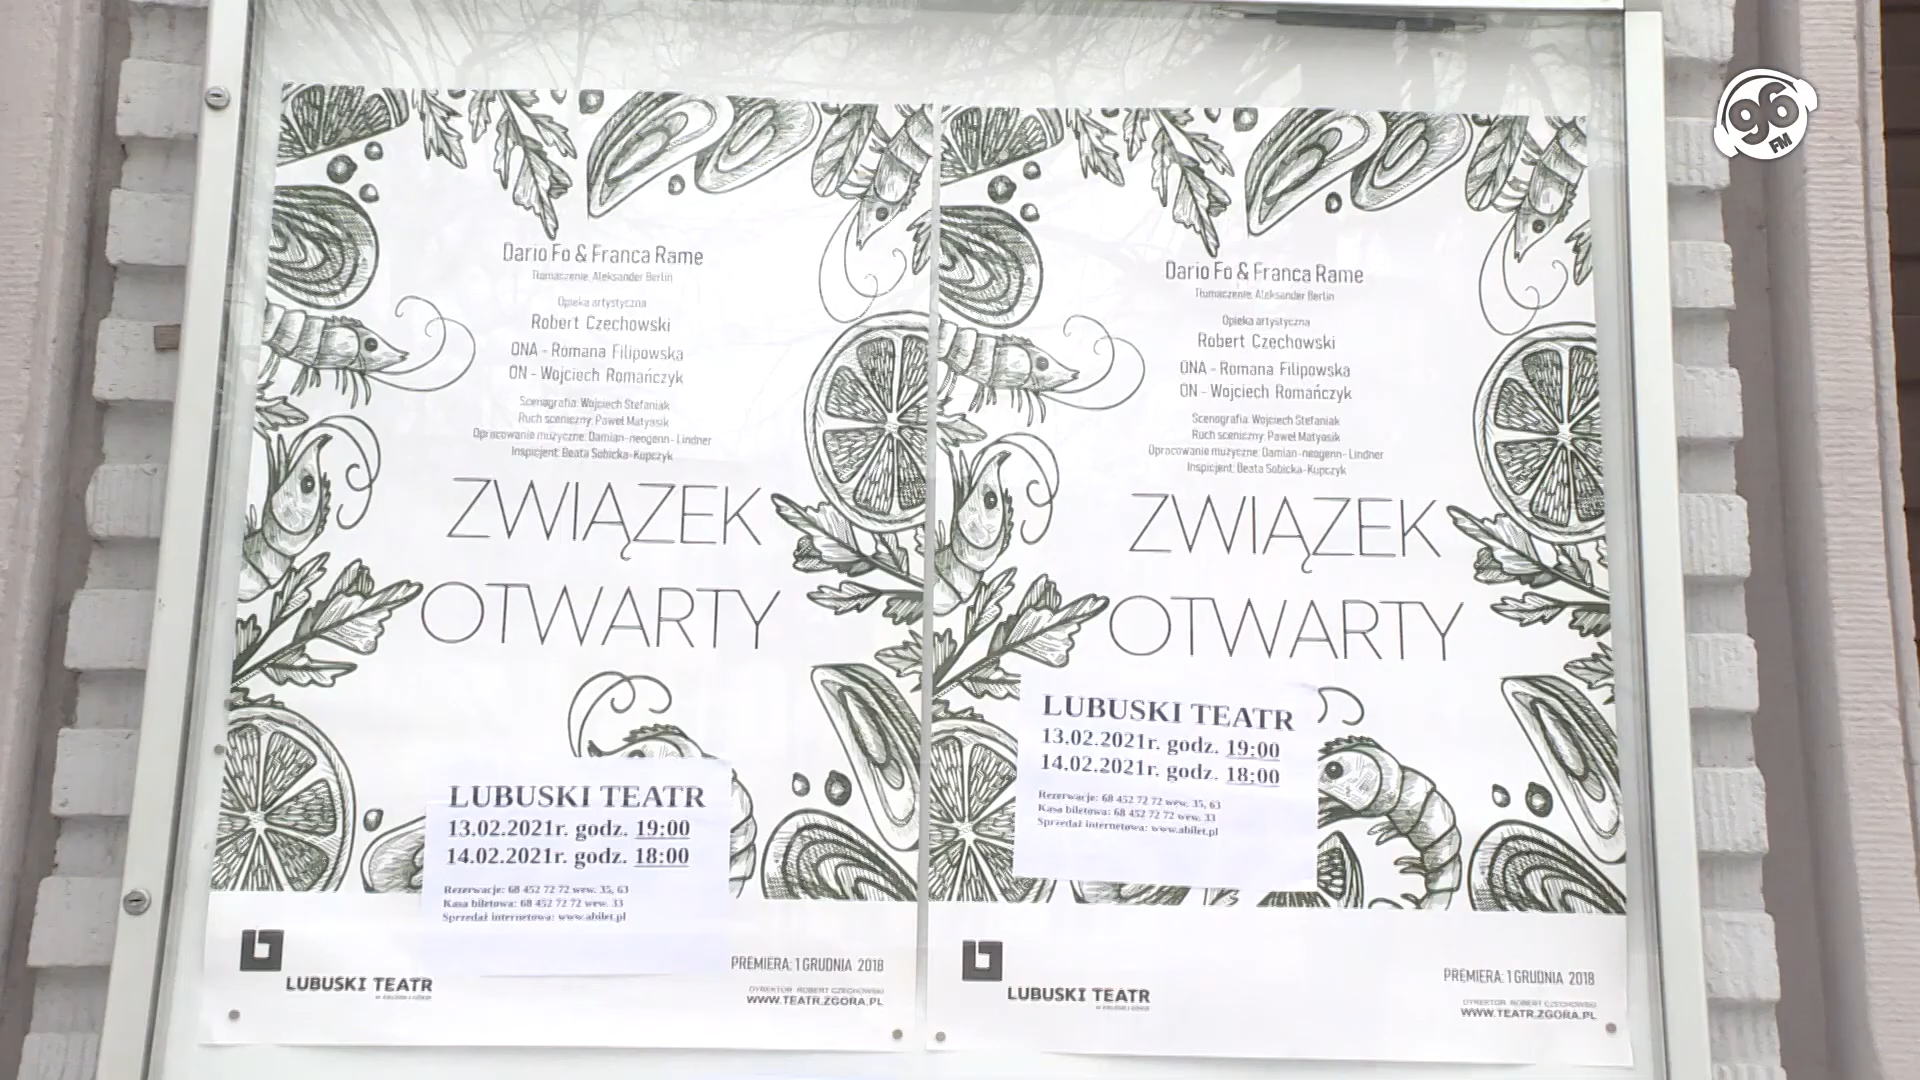 96
FM
Dario Fo & Franca Rame
Tłumaczenie: Aleksander Berlin
Opieka artystyczna
Robert Czechowski
ONA - Romana Filipowska
ON - Wojciech Romańczyk
Scenografia: Wojciech Stefaniak
Ruch sceniczny: Paweł Matyasik
Opracowanie muzyczne: Damian-neogenn-Lindner
Inspicjent: Beata Sobicka-Kupczyk
ZWIĄZEK
OTWARTY
LUBUSKI TEATR
13.02.2021r. godz. 19:00
14.02.2021r. godz. 18:00
Rezerwacje: 68 452 72 72 wew. 35, 63
Kasa biletowa: 68 452 72 72 wew. 33
Sprzedaż internetowa: www.abilet.pl
LUBUSKI TEATR
PREMIERA: 1 GRUDNIA 2018
DYREKTOR ROBERT CZECHOWSKI
WWW.TEATR.ZGORA.PL
Dario Fo & Franca Rame
Tłumaczenie: Aleksander Berlin
Opieka artystyczna
Robert Czechowski
ONA - Romana Filipowska
ON - Wojciech Romańczyk
Scenografia: Wojciech Stefaniak
Ruch sceniczny: Paweł Matyasik
Opracowanie muzyczne: Damian-neogenn-Lindner
Inspicjent: Beata Sobicka-Kupczyk
ZWIĄZEK
OTWARTY
LUBUSKI TEATR
13.02.2021r. godz. 19:00
14.02.2021r. godz. 18:00
Rezerwacje: 68 452 72 72 wew. 35, 63
Kasa biletowa: 68 452 72 72 wew. 33
Sprzedaż internetowa: www.abilet.pl
LUBUSKI TEATR
PREMIERA: 1 GRUDNIA 2018
DYREKTOR ROBERT CZECHOWSKI
WWW.TEATR.ZGORA.PL